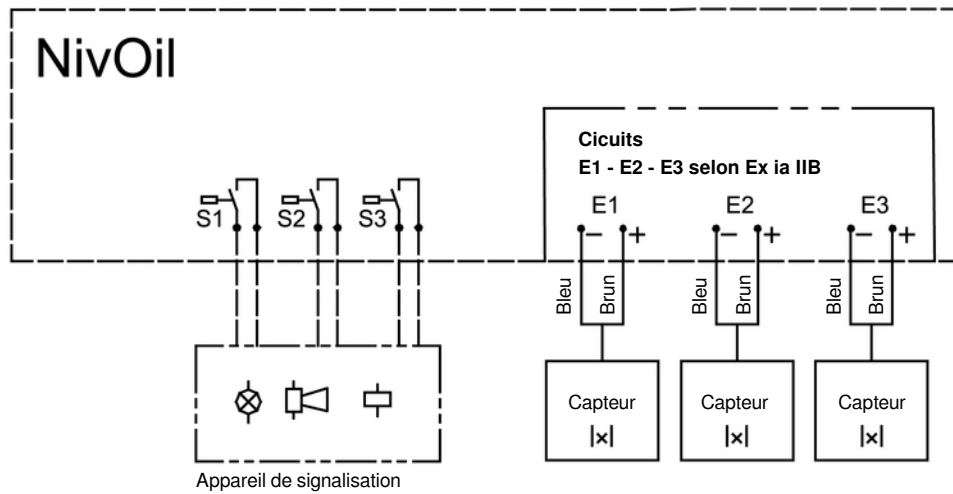 NivOil
Cicuits
E1 - E2 - E3 selon Ex ia IIB
S1 S2 S3
E1 E2 E3
- + - + - +
Bleu Brun Bleu Brun Bleu Brun
Capteur Capteur Capteur
|x| |x| |x|
Appareil de signalisation